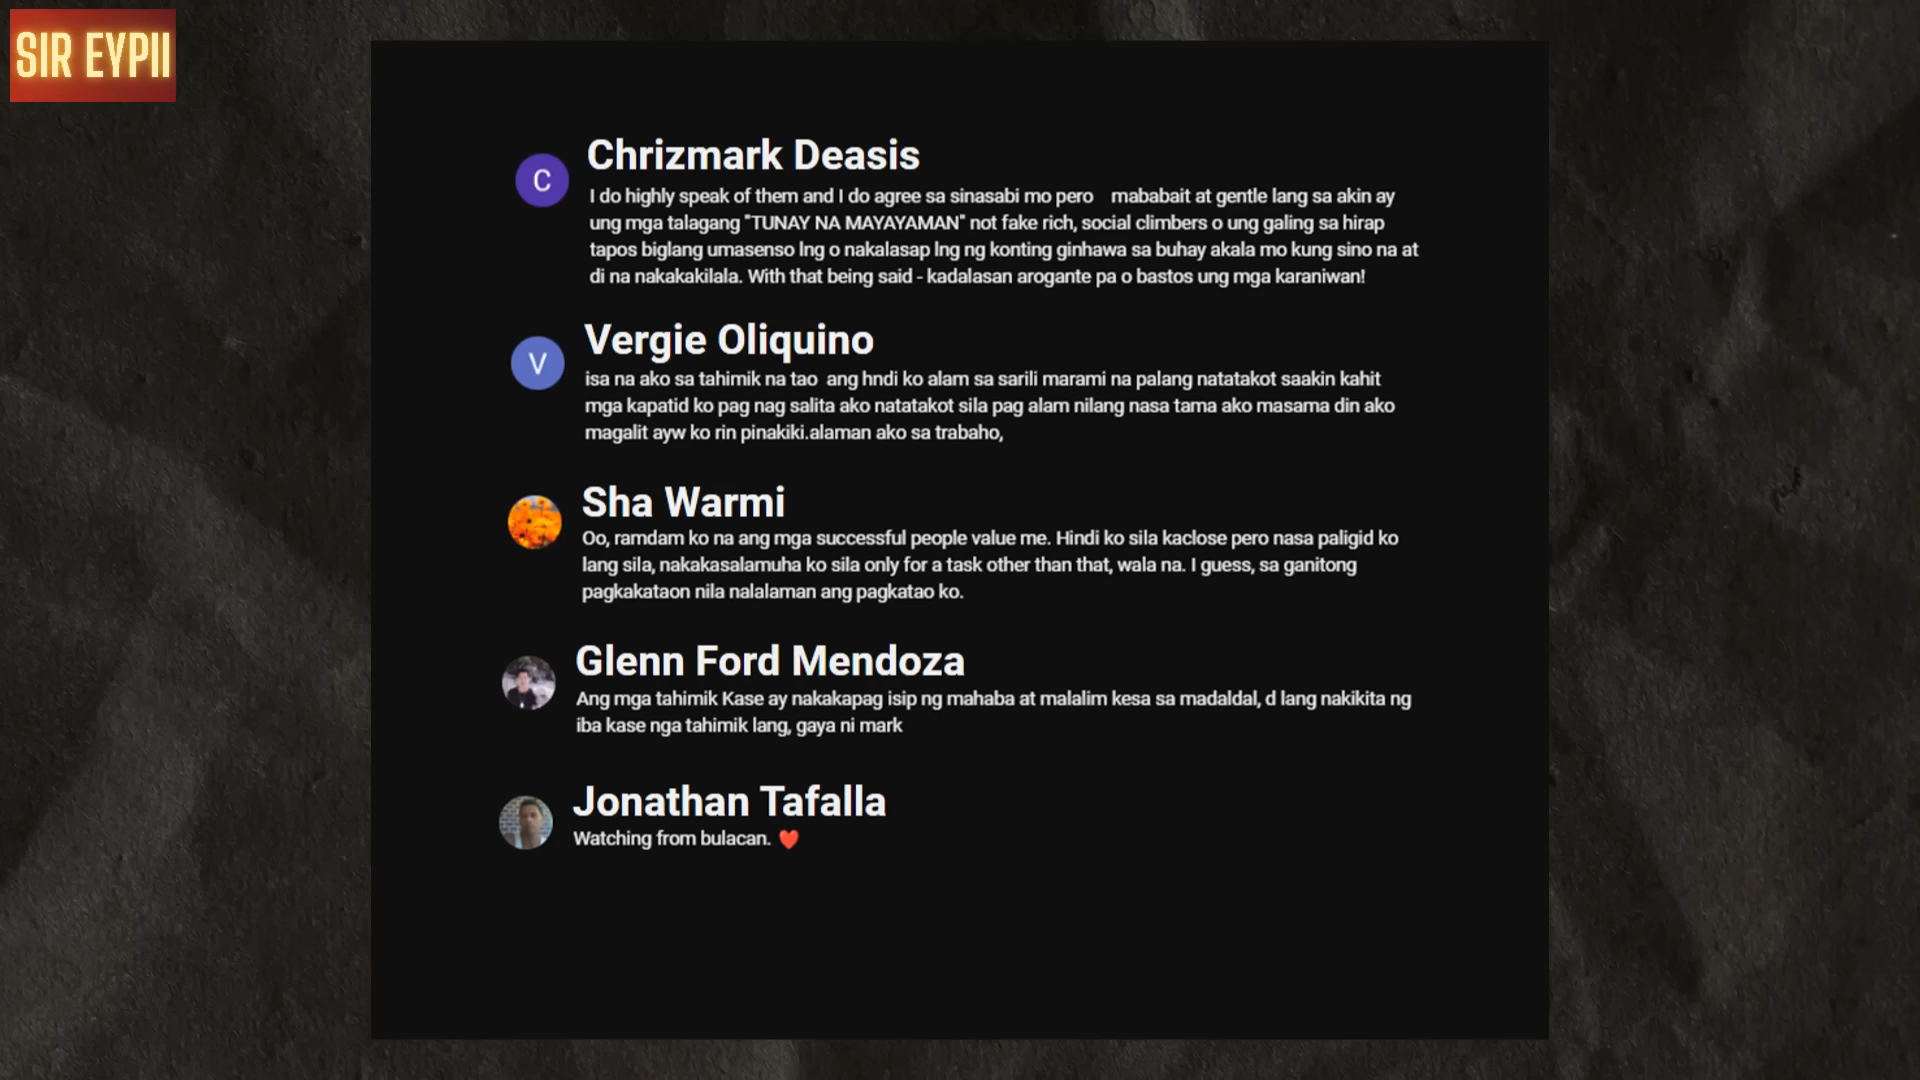 SIR EYPII
Chrizmark Deasis
C
I do highly speak of them and I do agree sa sinasabi mo pero mababait at gentle lang sa akin ay
ung mga talagang "TUNAY NA MAYAYAMAN" not fake rich, social climbers o ung galing sa hirap
tapos biglang umasenso lng o nakalasap lng ng konting ginhawa sa buhay akala mo kung sino na at
di na nakakakilala. With that being said - kadalasan arogante pa o bastos ung mga karaniwan!
Vergie Oliquino
V
isa na ako sa tahimik na tao ang hndi ko alam sa sarili marami na palang natatakot saakin kahit
mga kapatid ko pag nag salita ako natatakot sila pag alam nilang nasa tama ako masama din ako
magalit ayw ko rin pinakiki.alaman ako sa trabaho,
Sha Warmi
Oo, ramdam ko na ang mga successful people value me. Hindi ko sila kaclose pero nasa paligid ko
lang sila, nakakasalamuha ko sila only for a task other than that, wala na. I guess, sa ganitong
pagkakataon nila nalalaman ang pagkatao ko.
Glenn Ford Mendoza
Ang mga tahimik Kase ay nakakapag isip ng mahaba at malalim kesa sa madaldal, d lang nakikita ng
iba kase nga tahimik lang, gaya ni mark
Jonathan Tafalla
Watching from bulacan. ❤️